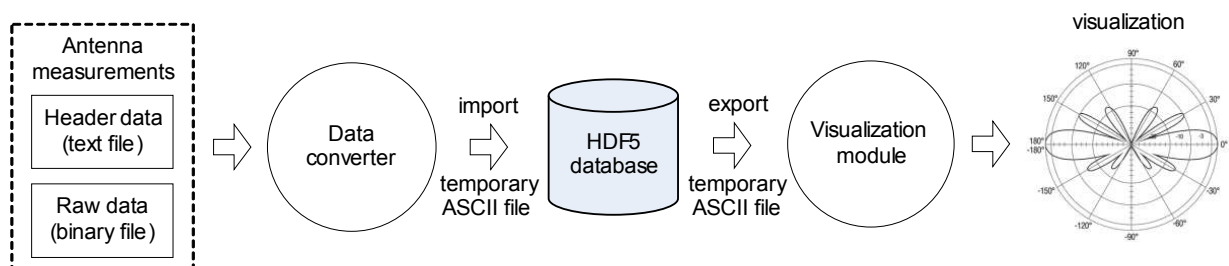 Antenna
measurements
Header data
(text file)
Raw data
(binary file)
Data
converter
import
temporary
ASCII file
HDF5
database
export
temporary
ASCII file
Visualization
module
visualization
90°
120°
60°
150°
30°
180°
-180°
0°
-150°
-30°
-120°
-60°
-90°